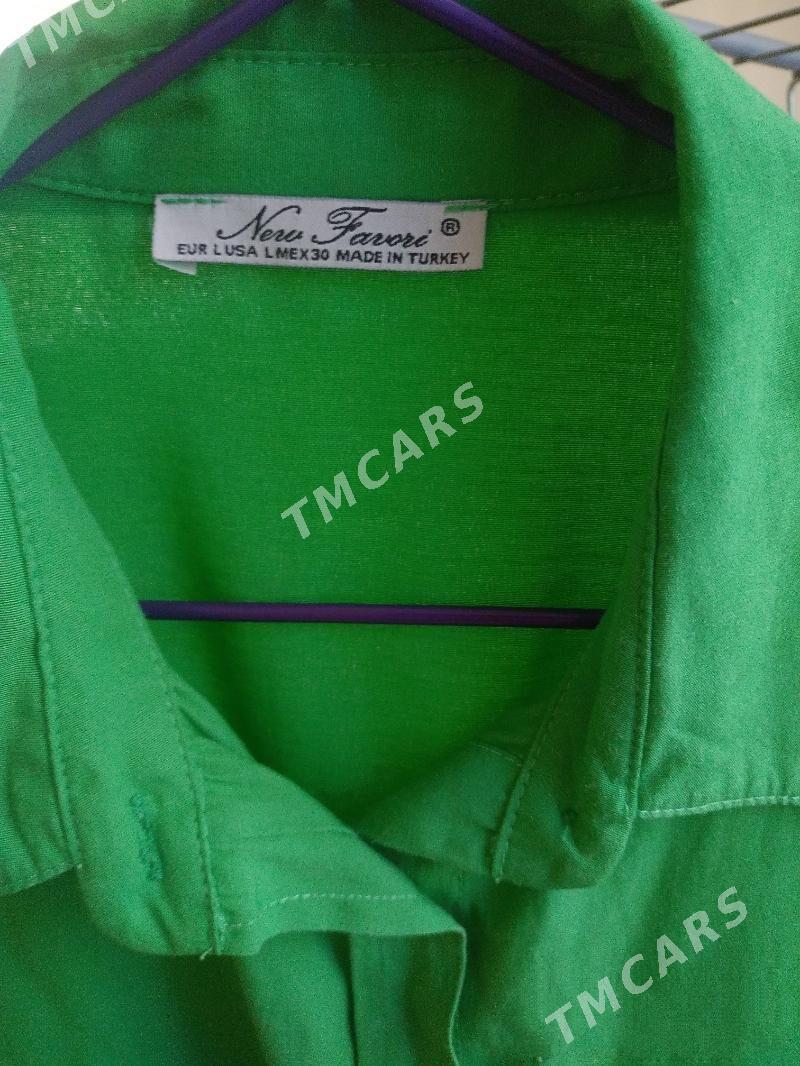 TMC
New Favori ®
EUR L USA L MEX30 MADE IN TURKEY
TMCARS
TMCARS